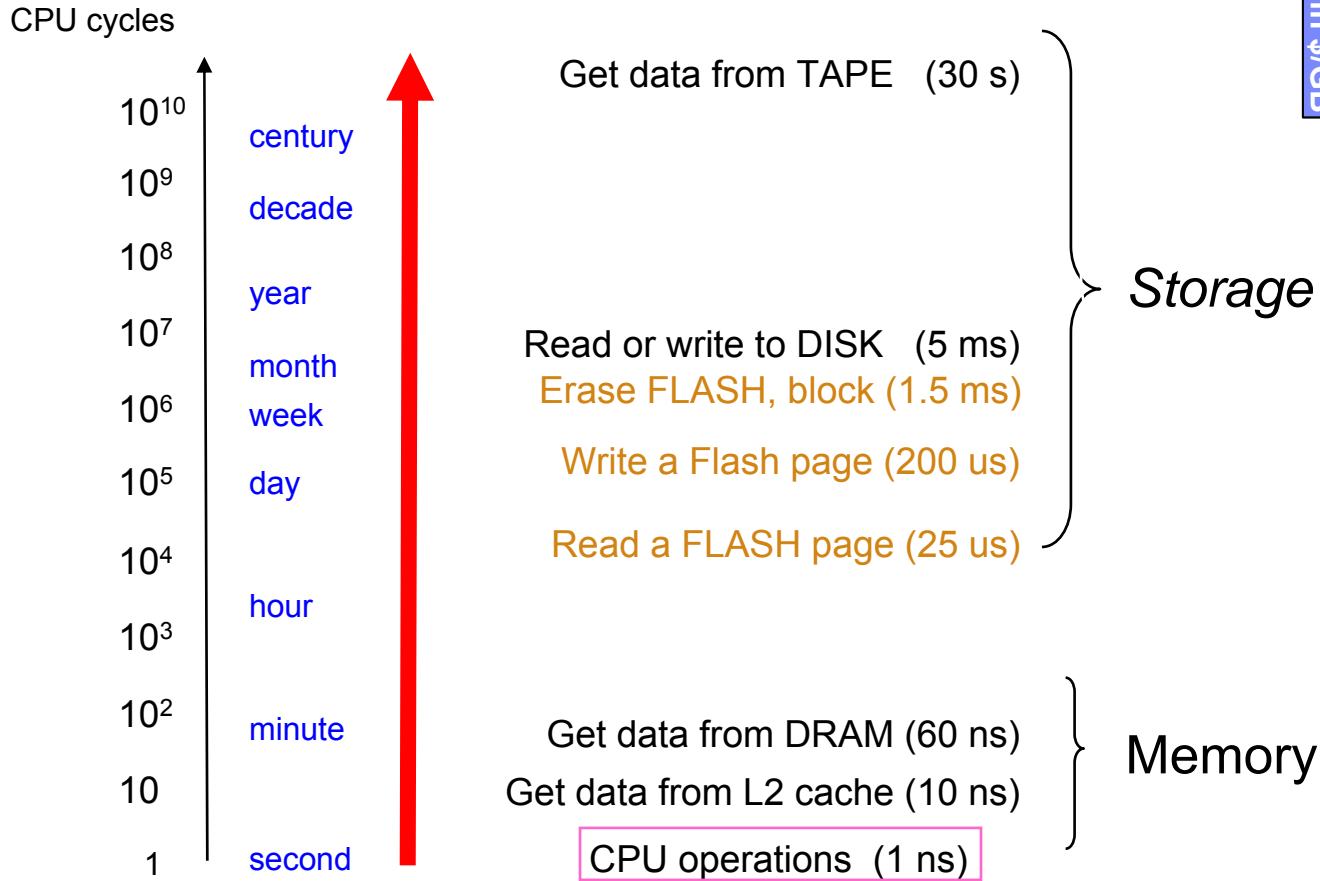 CPU cycles
Get data from TAPE (30 s)
10¹⁰
century
10⁹
decade
10⁸
year
Storage
10⁷
Read or write to DISK (5 ms)
month
Erase FLASH, block (1.5 ms)
10⁶
week
Write a Flash page (200 us)
10⁵
day
Read a FLASH page (25 us)
10⁴
hour
10³
10²
minute
Get data from DRAM (60 ns)
Memory
10
Get data from L2 cache (10 ns)
1
second
CPU operations (1 ns)
in $/GB